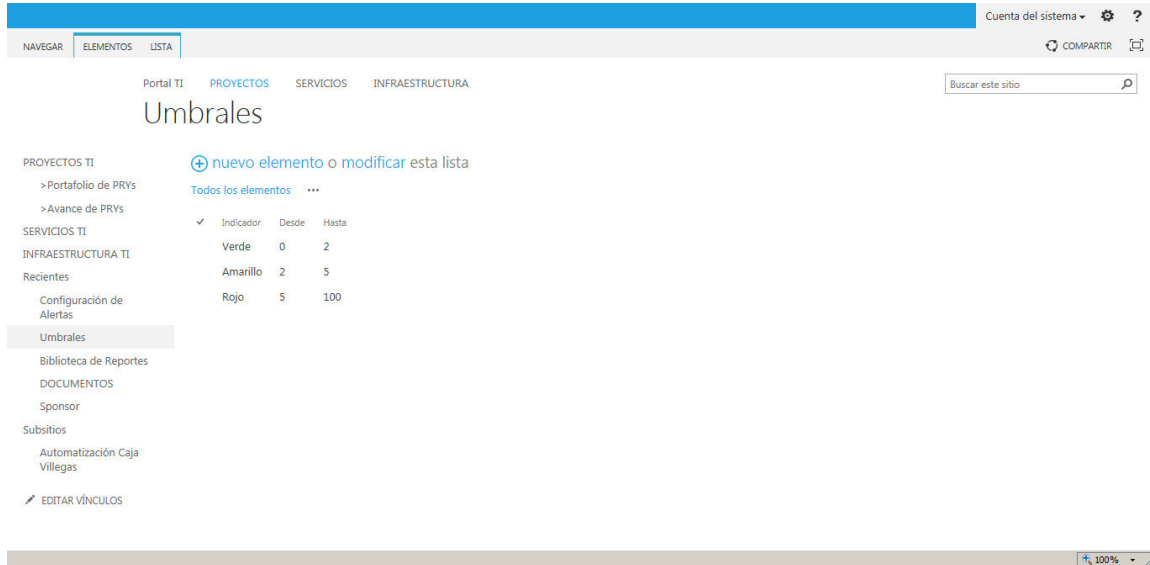 Cuenta del sistema ?
NAVEGAR ELEMENTOS LISTA COMPARTIR
Portal TI PROYECTOS SERVICIOS INFRAESTRUCTURA Buscar este sitio
Umbrales
PROYECTOS TI
>Portafolio de PRYs
>Avance de PRYs
SERVICIOS TI
INFRAESTRUCTURA TI
Recientes
Configuración de
Alertas
Umbrales
Biblioteca de Reportes
DOCUMENTOS
Sponsor
Subsitios
Automatización Caja
Villegas
EDITAR VÍNCULOS
nuevo elemento o modificar esta lista
Todos los elementos ···
Indicador Desde Hasta
Verde 0 2
Amarillo 2 5
Rojo 5 100
100%